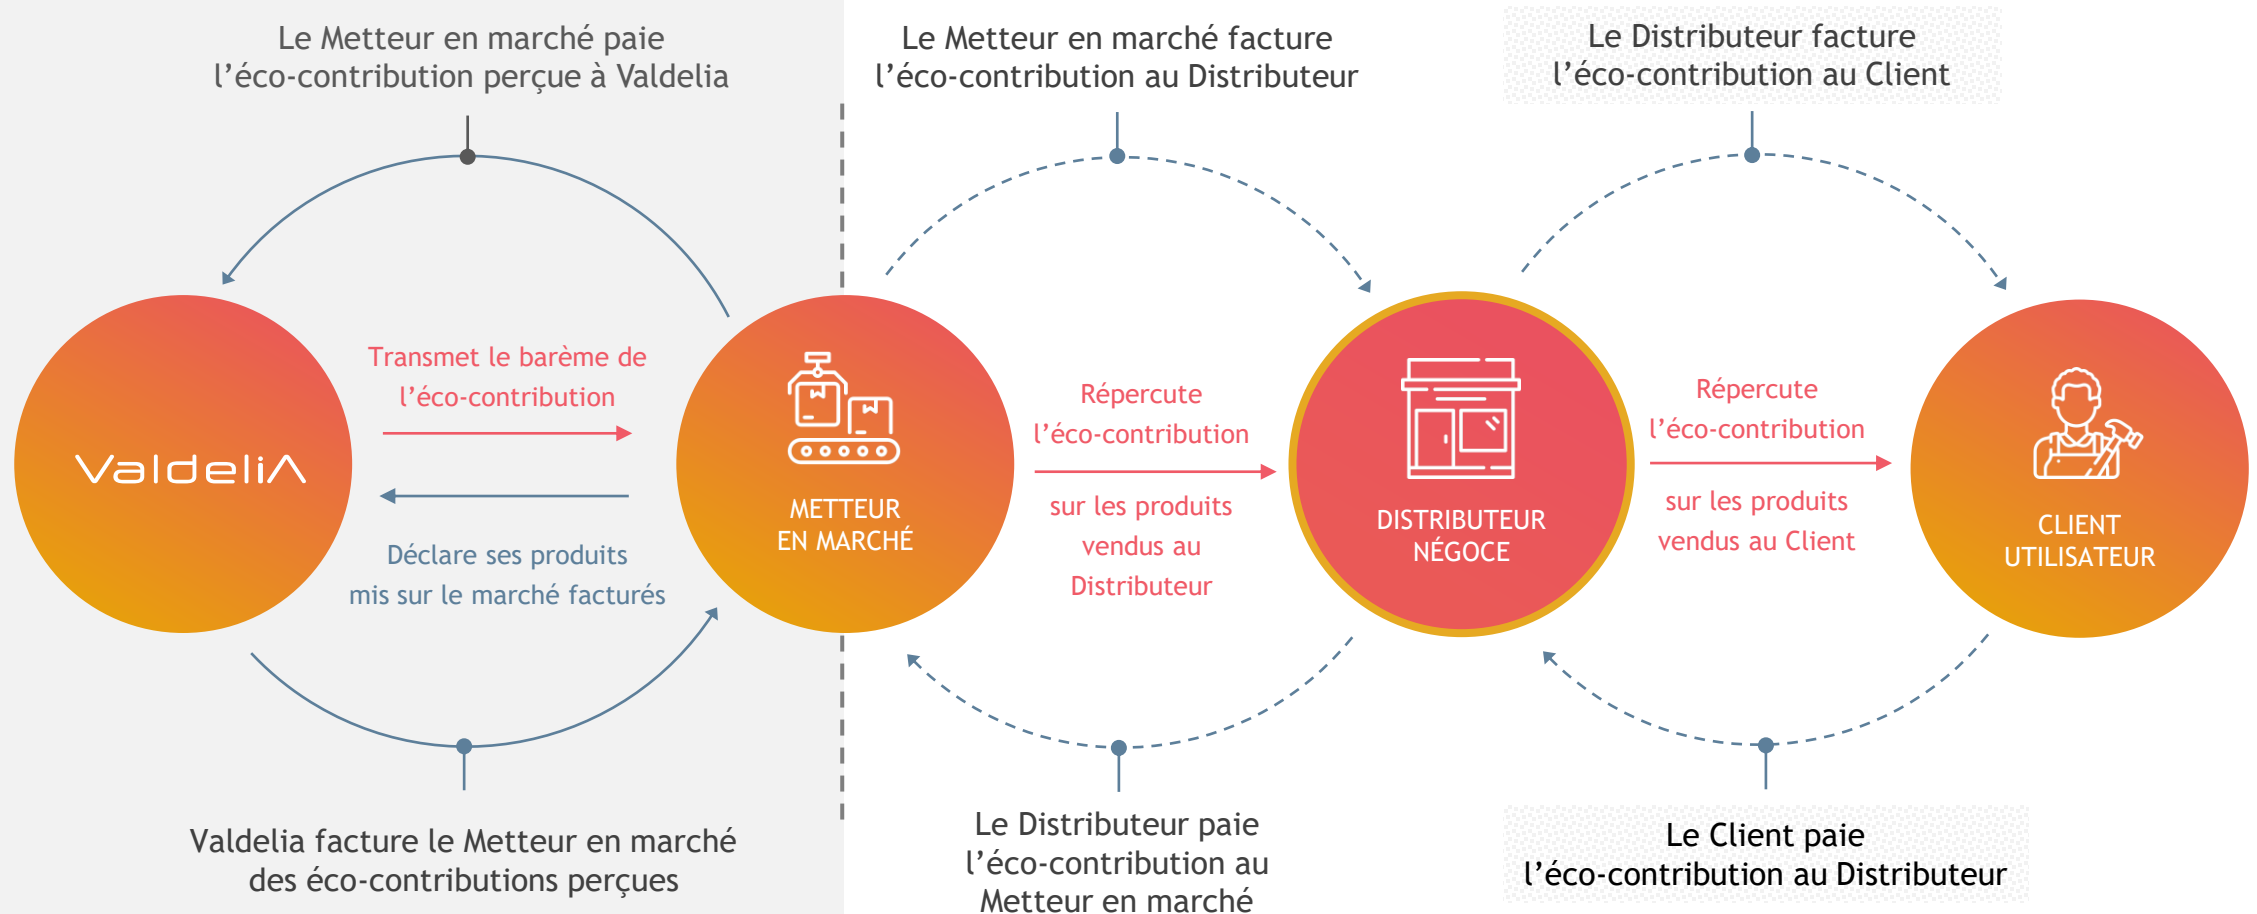 Le Metteur en marché paie
l’éco-contribution perçue à Valdelia
Le Metteur en marché facture
l’éco-contribution au Distributeur
Le Distributeur facture
l’éco-contribution au Client
ValdeliA
Transmet le barème de
l’éco-contribution
Déclare ses produits
mis sur le marché facturés
METTEUR
EN MARCHÉ
Répercute
l’éco-contribution
sur les produits
vendus au
Distributeur
DISTRIBUTEUR
NÉGOCE
Répercute
l’éco-contribution
sur les produits
vendus au Client
CLIENT
UTILISATEUR
Valdelia facture le Metteur en marché
des éco-contributions perçues
Le Distributeur paie
l’éco-contribution au
Metteur en marché
Le Client paie
l’éco-contribution au Distributeur